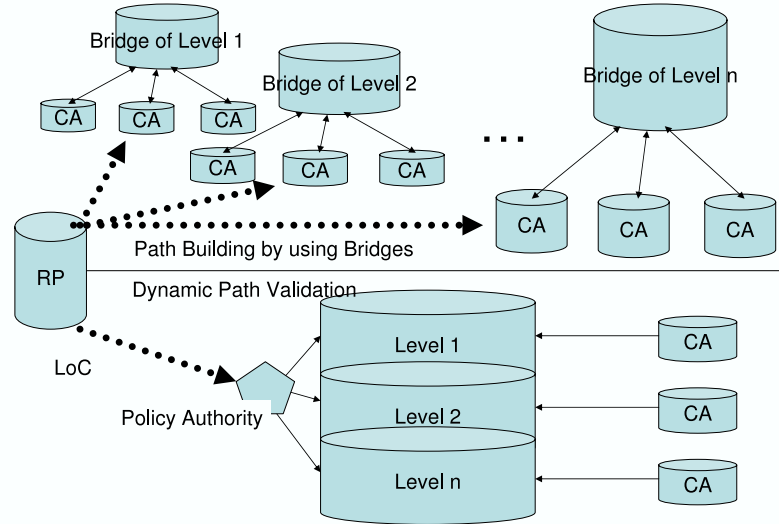 Bridge of Level 1
Bridge of Level 2
Bridge of Level n
CA
CA
CA
CA
CA
CA
...
CA
CA
CA
Path Building by using Bridges
RP
Dynamic Path Validation
LoC
Policy Authority
Level 1
CA
Level 2
CA
Level n
CA